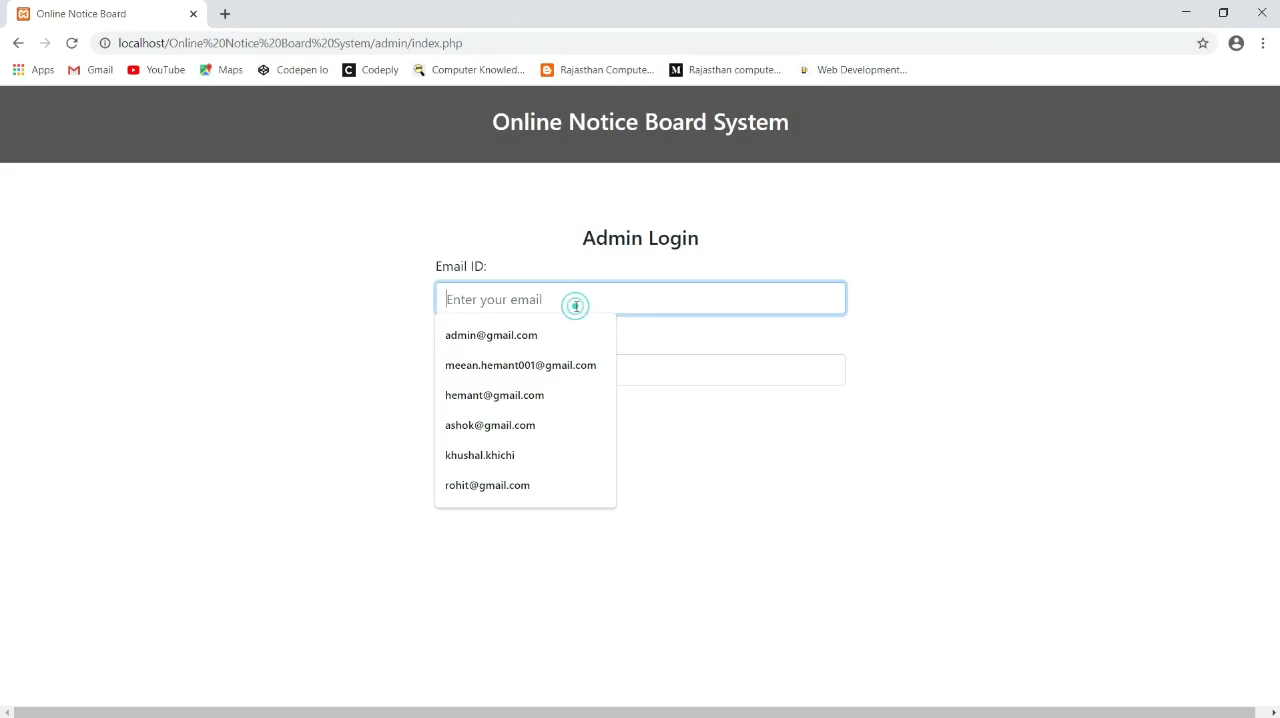 Online Notice Board
localhost/Online%20Notice%20Board%20System/admin/index.php
Apps Gmail YouTube Maps Codepen Io Codeply Computer Knowled... Rajasthan Compute... Rajasthan compute... Web Development...
Online Notice Board System
Admin Login
Email ID:
Enter your email
admin@gmail.com
meean.hemant001@gmail.com
hemant@gmail.com
ashok@gmail.com
khushal.khichi
rohit@gmail.com